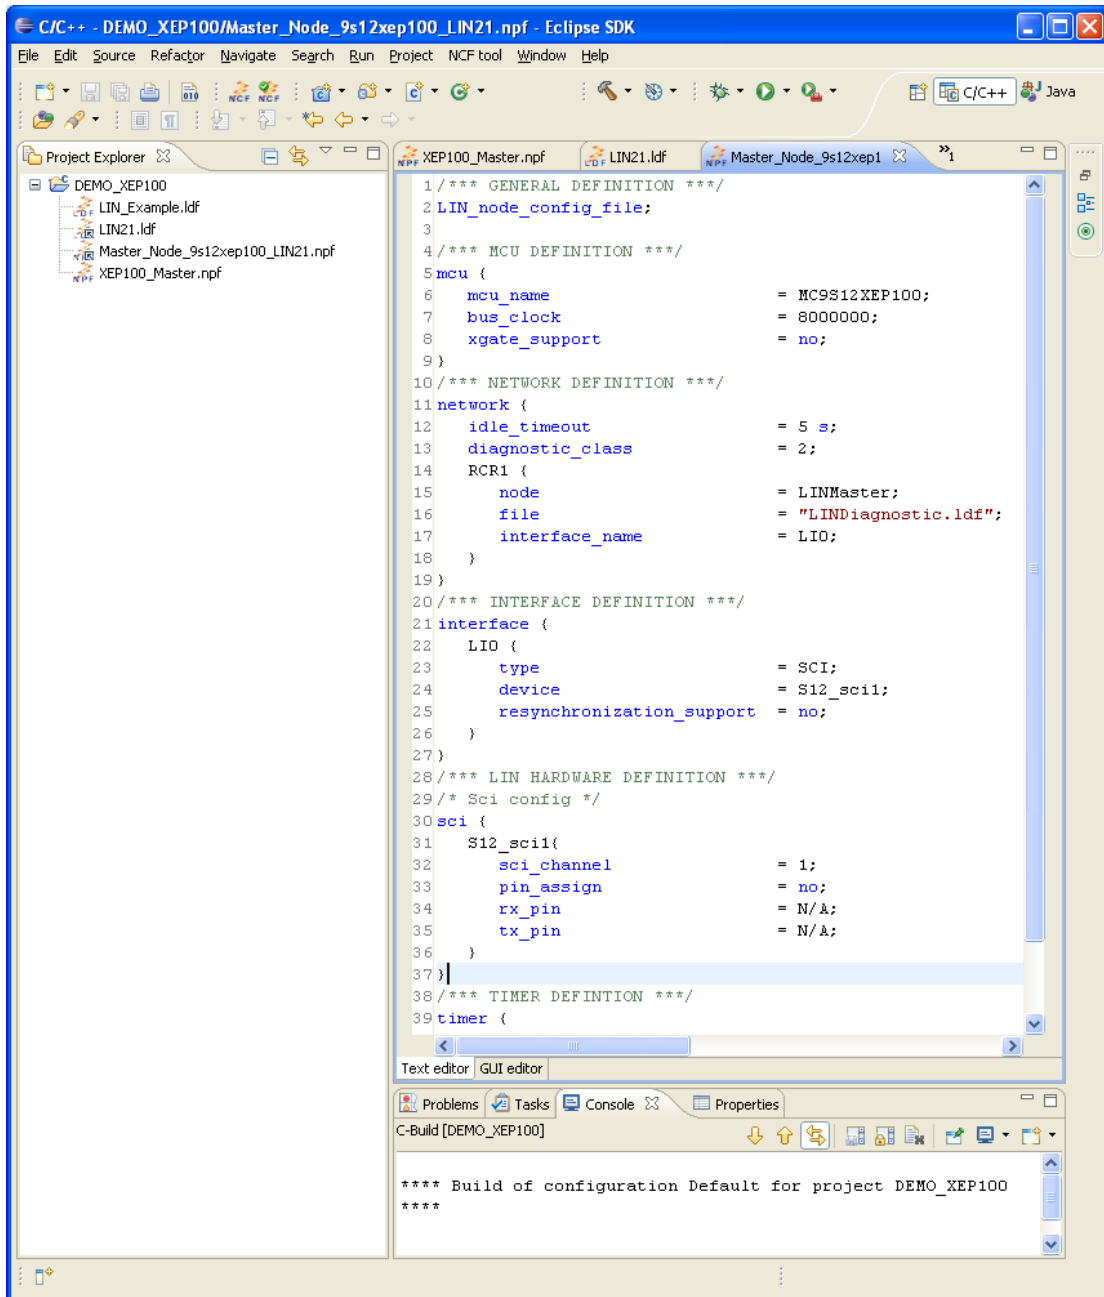 C/C++ - DEMO_XEP100/Master_Node_9s12xep100_LIN21.npf - Eclipse SDK
File Edit Source Refactor Navigate Search Run Project NCF tool Window Help
010 NCF NCF
C/C++ Java
Project Explorer
DEMO_XEP100
LIN_Example.ldf
LIN21.ldf
Master_Node_9s12xep100_LIN21.npf
XEP100_Master.npf
XEP100_Master.npf LIN21.ldf Master_Node_9s12xep1 »1
1 /*** GENERAL DEFINITION ***/
2 LIN_node_config_file;
3
4 /*** MCU DEFINITION ***/
5 mcu {
6 mcu_name = MC9S12XEP100;
7 bus_clock = 8000000;
8 xgate_support = no;
9 }
10 /*** NETWORK DEFINITION ***/
11 network {
12 idle_timeout = 5 s;
13 diagnostic_class = 2;
14 RCR1 {
15 node = LINMaster;
16 file = "LINDiagnostic.ldf";
17 interface_name = LIO;
18 }
19 }
20 /*** INTERFACE DEFINITION ***/
21 interface {
22 LIO {
23 type = SCI;
24 device = S12_sci1;
25 resynchronization_support = no;
26 }
27 }
28 /*** LIN HARDWARE DEFINITION ***/
29 /* Sci config */
30 sci {
31 S12_sci1{
32 sci_channel = 1;
33 pin_assign = no;
34 rx_pin = N/A;
35 tx_pin = N/A;
36 }
37 }
38 /*** TIMER DEFINTION ***/
39 timer {
Text editor GUI editor
Problems Tasks Console Properties
C-Build [DEMO_XEP100]
**** Build of configuration Default for project DEMO_XEP100
****